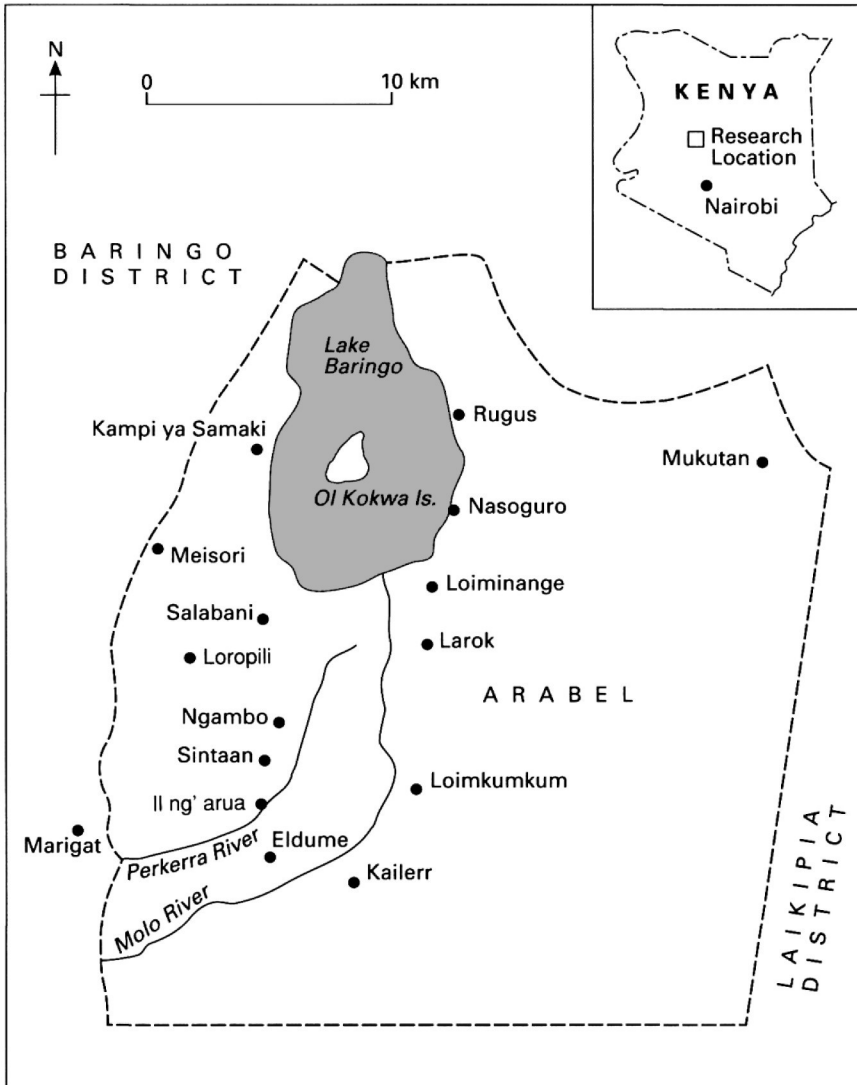 N
0
10 km
KENYA
Research
Location
Nairobi
BARINGO
DISTRICT
Lake
Baringo
Rugus
Kampi ya Samaki
Mukutan
Ol Kokwa Is.
Nasoguro
Meisori
Loiminange
Salabani
Larok
Loropili
ARABEL
Ngambo
Sintaan
Loimkumkum
Il ng' arua
Marigat
Perkerra River
Eldume
Kailerr
Molo River
LAIKIPIA
DISTRICT